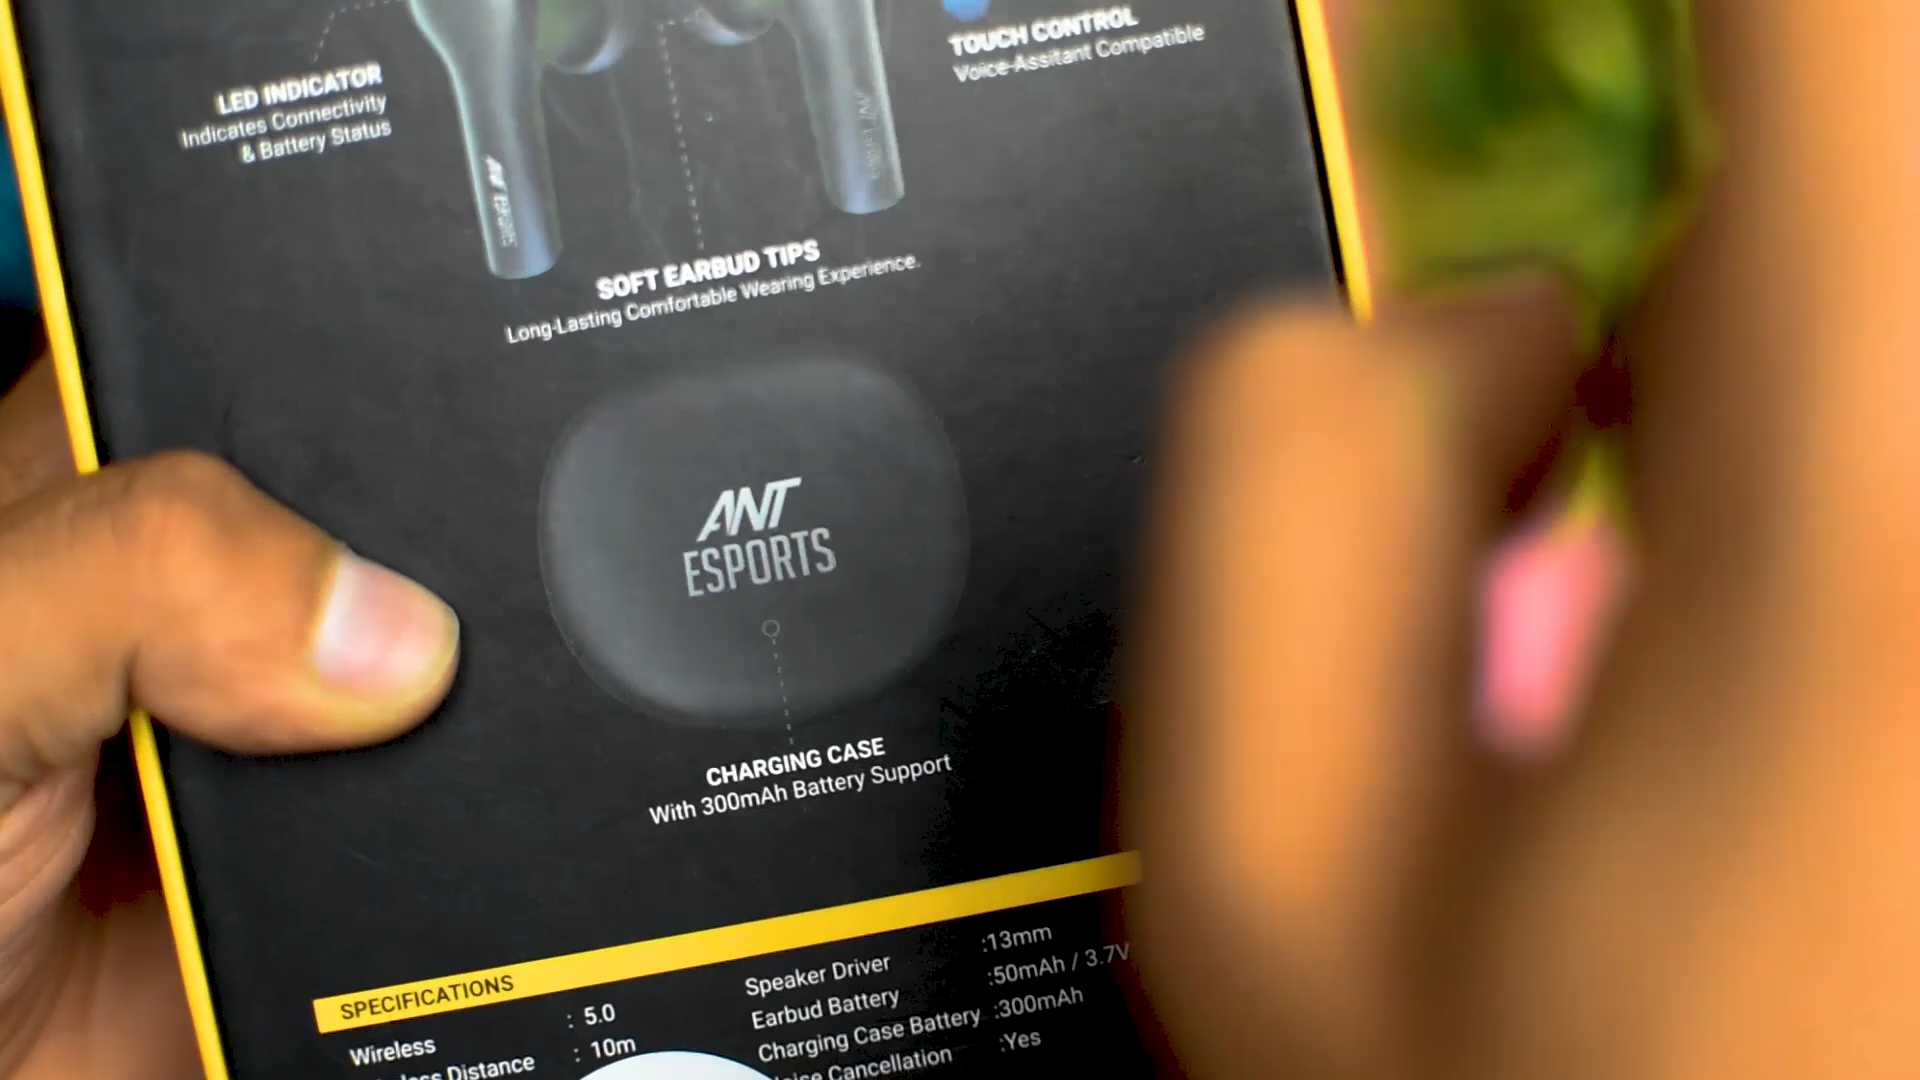 TOUCH CONTROL
Voice-Assitant Compatible
LED INDICATOR
Indicates Connectivity
& Battery Status
SOFT EARBUD TIPS
Long-Lasting Comfortable Wearing Experience.
ANT
ESPORTS
CHARGING CASE
With 300mAh Battery Support
SPECIFICATIONS
Wireless : 5.0
Distance : 10m
Speaker Driver :13mm
Earbud Battery :50mAh / 3.7V
Charging Case Battery :300mAh
Cancellation :Yes